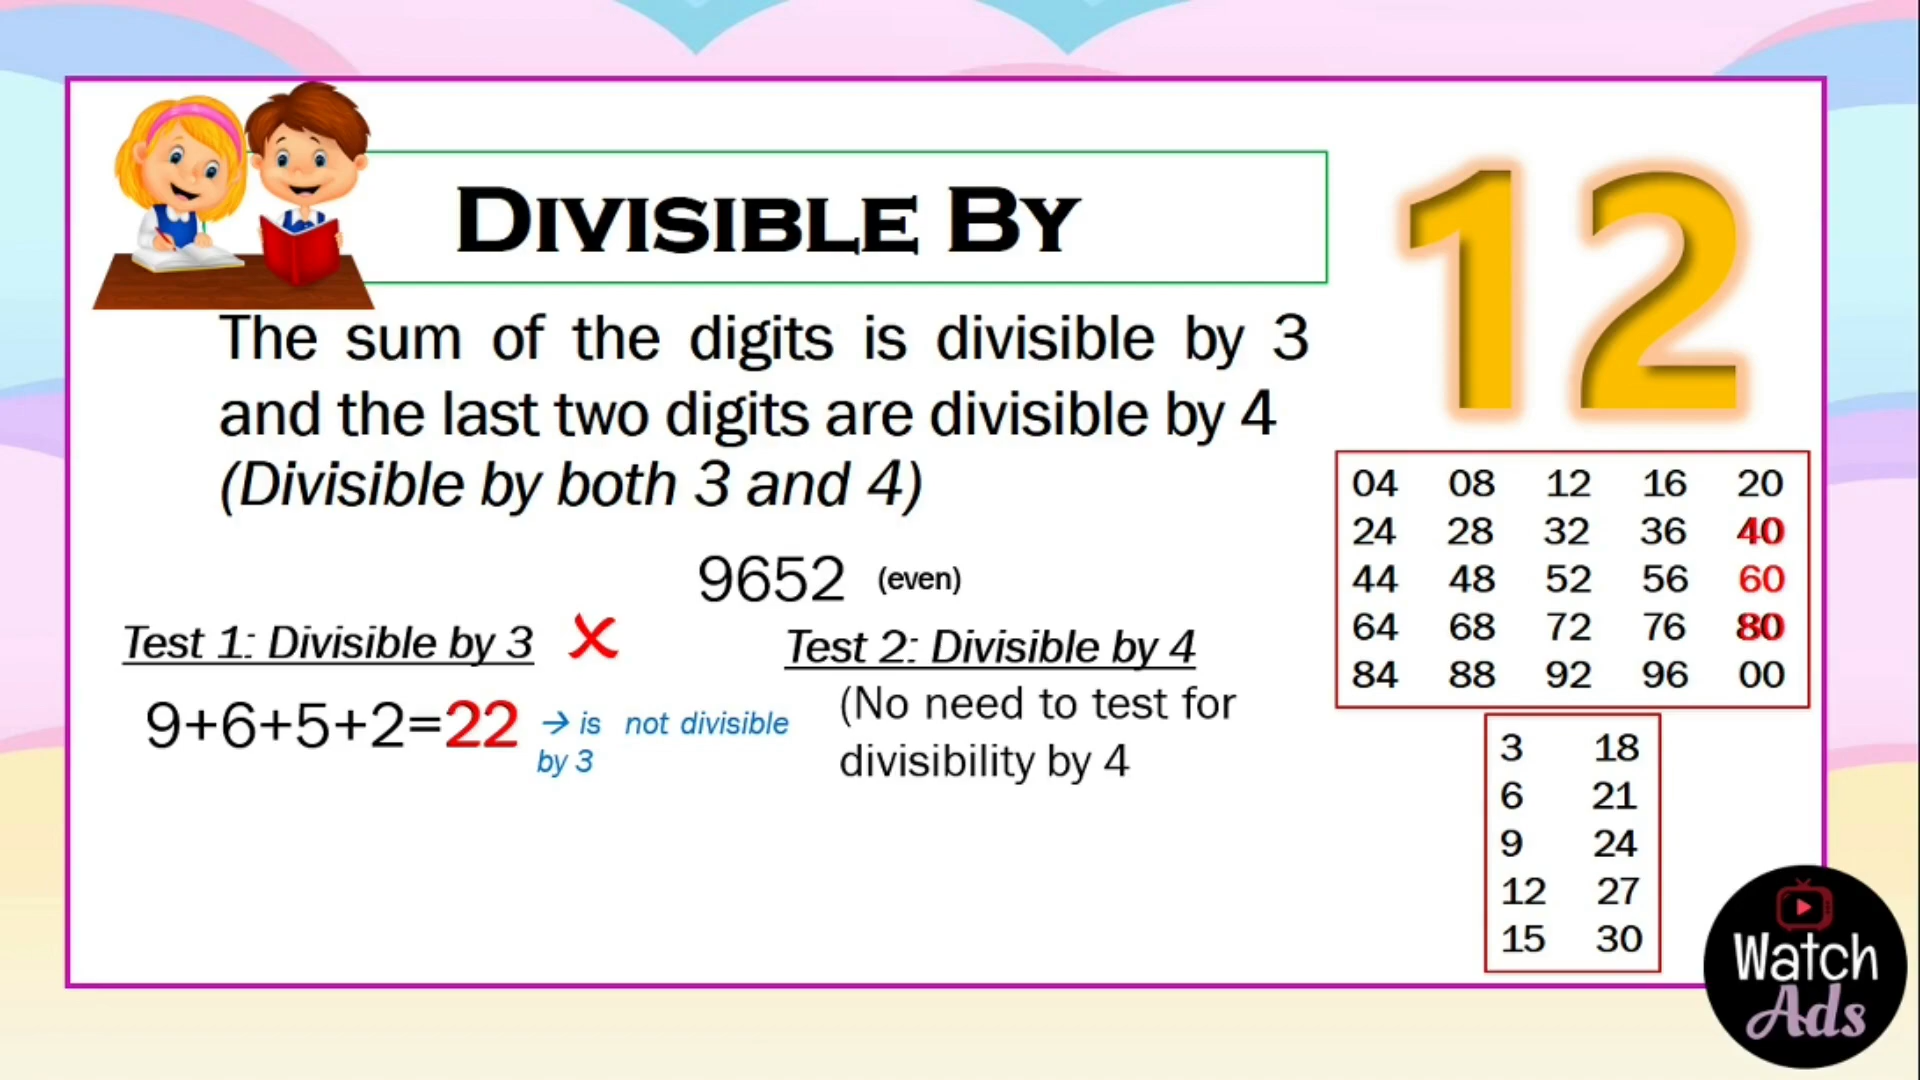 DIVISIBLE BY
12
The sum of the digits is divisible by 3
and the last two digits are divisible by 4
(Divisible by both 3 and 4)
9652 (even)
Test 1: Divisible by 3 ✗
9+6+5+2=22 → is not divisible
by 3
Test 2: Divisible by 4
(No need to test for
divisibility by 4
04 08 12 16 20
24 28 32 36 40
44 48 52 56 60
64 68 72 76 80
84 88 92 96 00
3 18
6 21
9 24
12 27
15 30
Watch
Ads